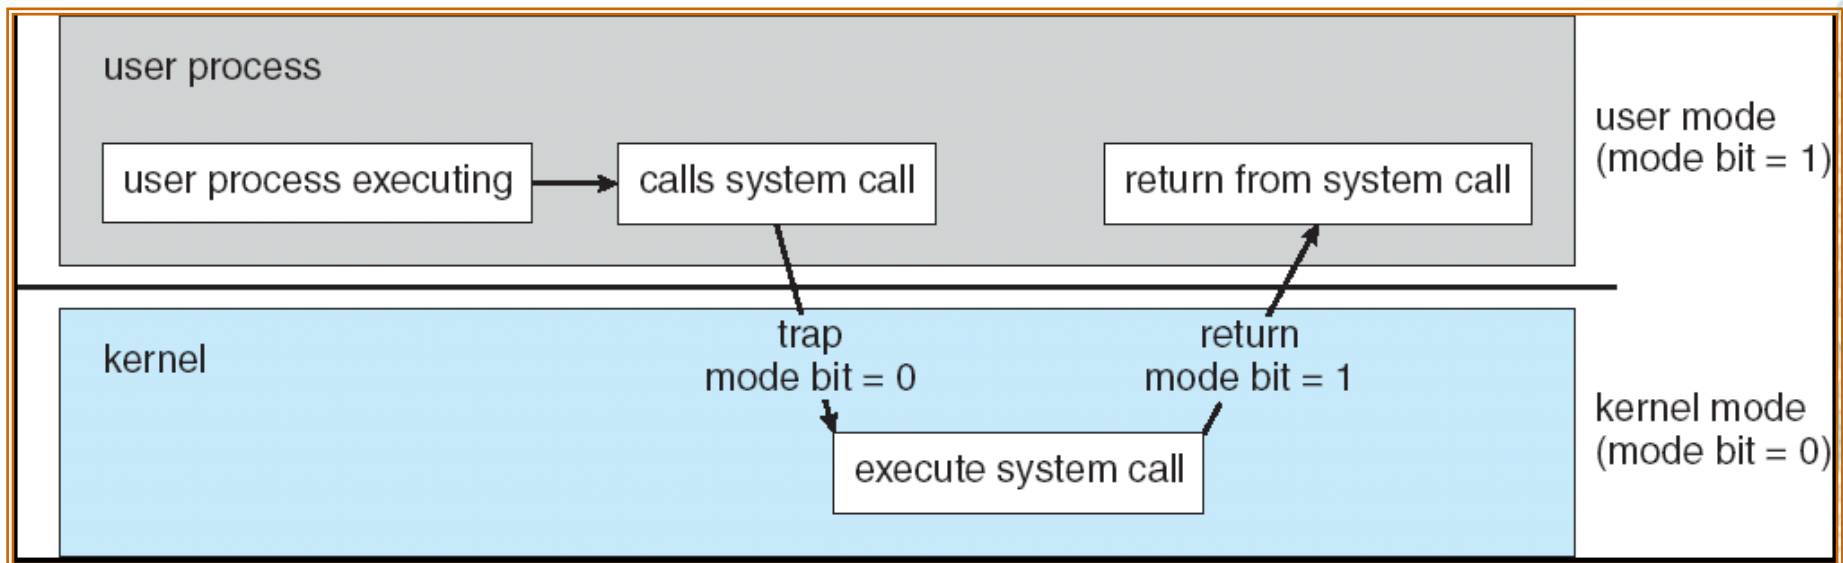 user process
user process executing
calls system call
return from system call
user mode
(mode bit = 1)
kernel
trap
mode bit = 0
return
mode bit = 1
execute system call
kernel mode
(mode bit = 0)